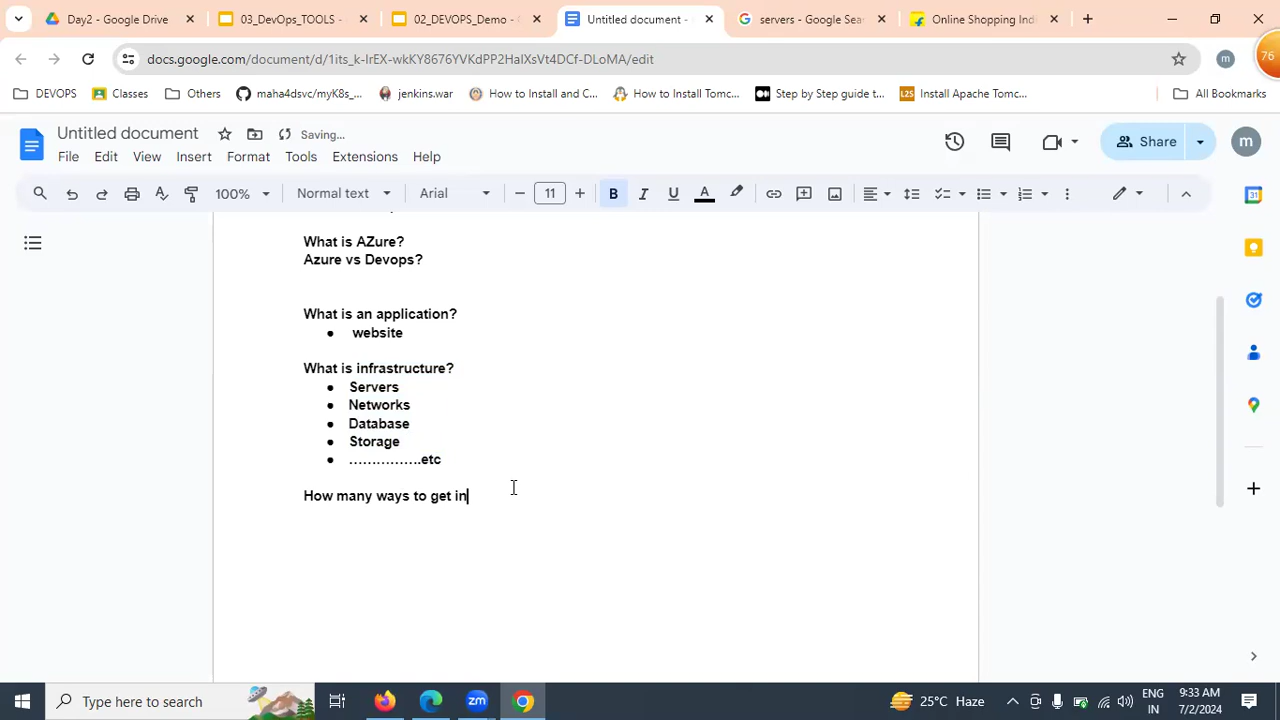 Day2 - Google Drive
03_DevOps_TOOLS -
02_DEVOPS_Demo -
Untitled document -
servers - Google Sea
Online Shopping Ind
docs.google.com/document/d/1its_k-IrEX-wkKY8676YVKdPP2HaIXsVt4DCf-DLoMA/edit
76
m
DEVOPS
Classes
Others
maha4dsvc/myK8s_...
jenkins.war
How to Install and C...
How to Install Tomc...
Step by Step guide t...
L2S
Install Apache Tomc...
All Bookmarks
Untitled document
Saving...
File Edit View Insert Format Tools Extensions Help
Share
m
100%
Normal text
Arial
11
B I U A
31
What is AZure?
Azure vs Devops?
What is an application?
● website
What is infrastructure?
● Servers
● Networks
● Database
● Storage
● …………….etc
How many ways to get in
Type here to search
zm
25°C Haze
ENG
IN
9:33 AM
7/2/2024